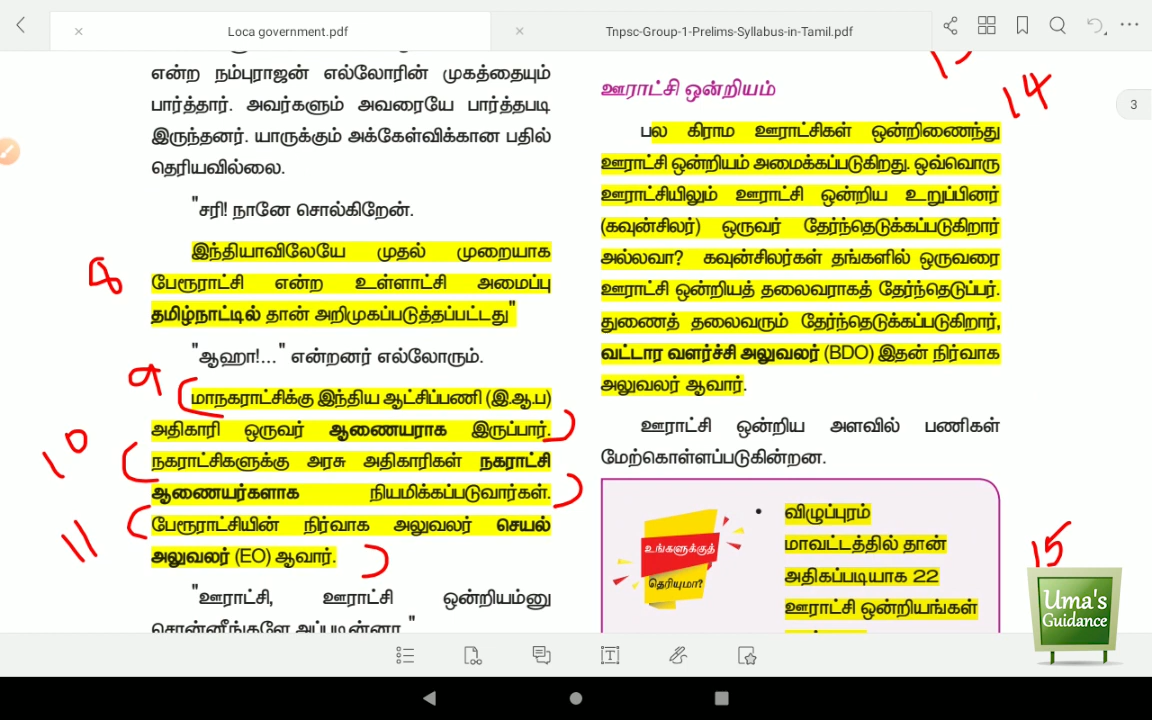 Loca government.pdf
Tnpsc-Group-1-Prelims-Syllabus-in-Tamil.pdf
3
என்ற நம்புராஜன் எல்லோரின் முகத்தையும்
பார்த்தார். அவர்களும் அவரையே பார்த்தபடி
இருந்தனர். யாருக்கும் அக்கேள்விக்கான பதில்
தெரியவில்லை.
"சரி! நானே சொல்கிறேன்.
8
இந்தியாவிலேயே முதல் முறையாக
பேரூராட்சி என்ற உள்ளாட்சி அமைப்பு
தமிழ்நாட்டில் தான் அறிமுகப்படுத்தப்பட்டது"
"ஆஹா!..." என்றனர் எல்லோரும்.
9
மாநகராட்சிக்கு இந்திய ஆட்சிப்பணி (இ.ஆ.ப)
அதிகாரி ஒருவர் ஆணையராக இருப்பார்.
10
நகராட்சிகளுக்கு அரசு அதிகாரிகள் நகராட்சி
ஆணையர்களாக நியமிக்கப்படுவார்கள்.
11
பேரூராட்சியின் நிர்வாக அலுவலர் செயல்
அலுவலர் (EO) ஆவார்.
"ஊராட்சி, ஊராட்சி ஒன்றியம்னு
சொன்னீங்களே அப்படின்னா.."
ஊராட்சி ஒன்றியம்
14
பல கிராம ஊராட்சிகள் ஒன்றிணைந்து
ஊராட்சி ஒன்றியம் அமைக்கப்படுகிறது. ஒவ்வொரு
ஊராட்சியிலும் ஊராட்சி ஒன்றிய உறுப்பினர்
(கவுன்சிலர்) ஒருவர் தேர்ந்தெடுக்கப்படுகிறார்
அல்லவா? கவுன்சிலர்கள் தங்களில் ஒருவரை
ஊராட்சி ஒன்றியத் தலைவராகத் தேர்ந்தெடுப்பர்.
துணைத் தலைவரும் தேர்ந்தெடுக்கப்படுகிறார்,
வட்டார வளர்ச்சி அலுவலர் (BDO) இதன் நிர்வாக
அலுவலர் ஆவார்.
ஊராட்சி ஒன்றிய அளவில் பணிகள்
மேற்கொள்ளப்படுகின்றன.
உங்களுக்குத்
தெரியுமா?
• விழுப்புரம்
மாவட்டத்தில் தான்
அதிகப்படியாக 22
ஊராட்சி ஒன்றியங்கள்
15
Uma's
Guidance